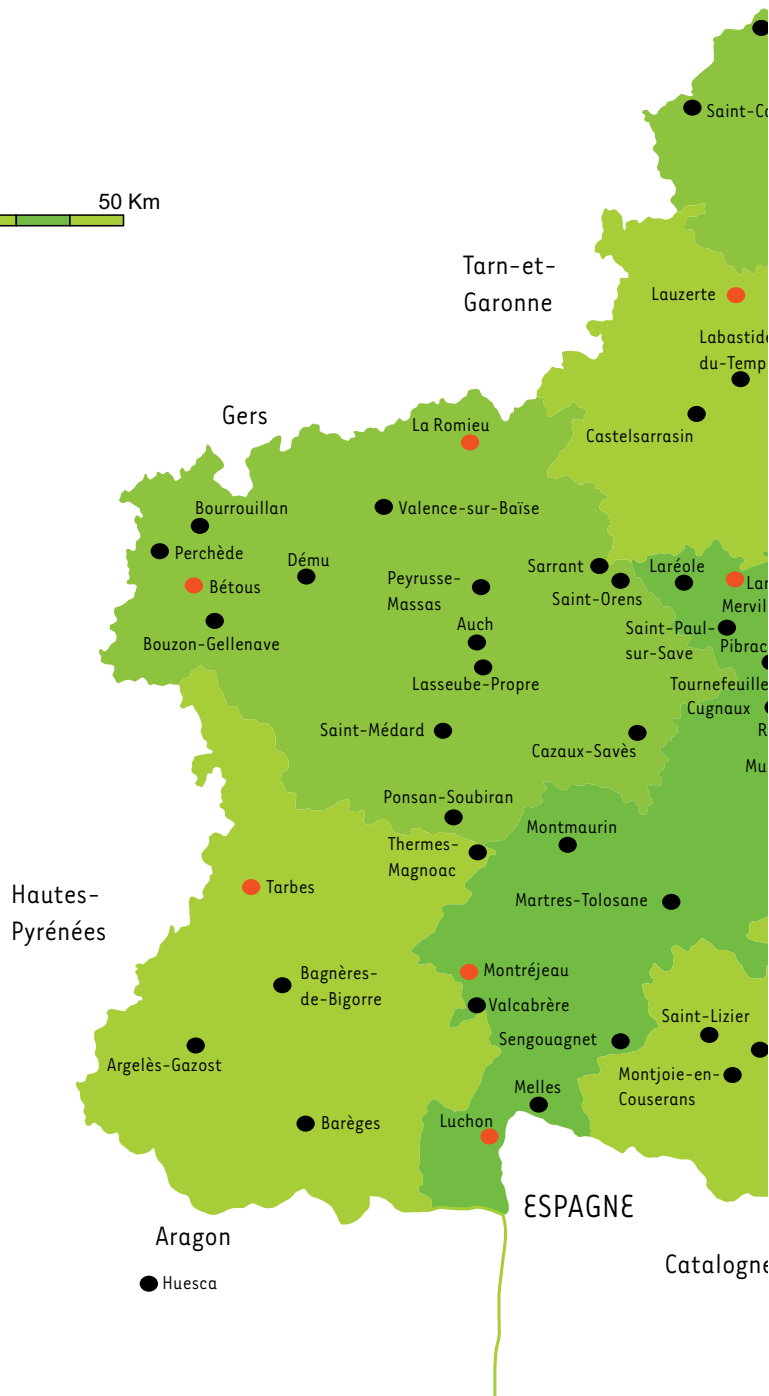 Saint-Co
50 Km
Tarn-et-
Garonne
Lauzerte
Labastide
du-Temp
Gers
La Romieu
Castelsarrasin
Bourrouillan
Valence-sur-Baïse
Perchède
Dému
Sarrant
Laréole
Bétous
Peyrusse-
Massas
Lar
Saint-Orens
Mervil
Auch
Saint-Paul-
sur-Save
Bouzon-Gellenave
Pibrac
Lasseube-Propre
Tournefeuille
Cugnaux
Saint-Médard
R
Cazaux-Savès
Mu
Ponsan-Soubiran
Montmaurin
Thermes-
Magnoac
Hautes-
Pyrénées
Tarbes
Martres-Tolosane
Bagnères-
de-Bigorre
Montréjeau
Valcabrère
Saint-Lizier
Sengouagnet
Argelès-Gazost
Montjoie-en-
Couserans
Melles
Barèges
Luchon
ESPAGNE
Aragon
Catalogne
Huesca